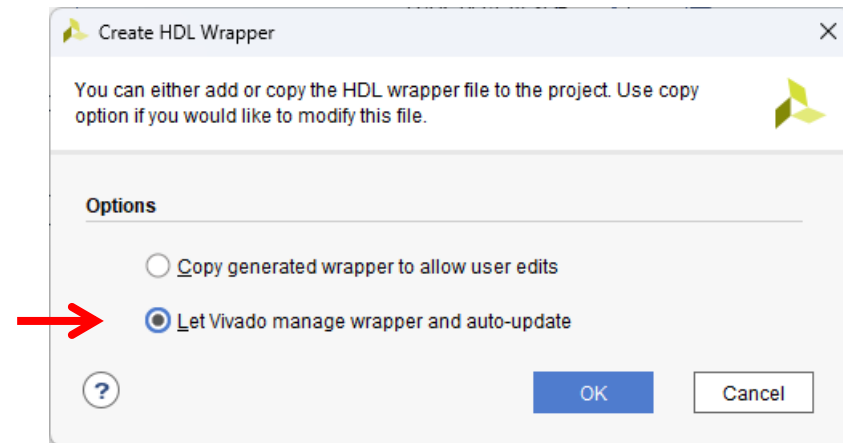 Create HDL Wrapper
You can either add or copy the HDL wrapper file to the project. Use copy
option if you would like to modify this file.
Options
Copy generated wrapper to allow user edits
Let Vivado manage wrapper and auto-update
?
OK
Cancel